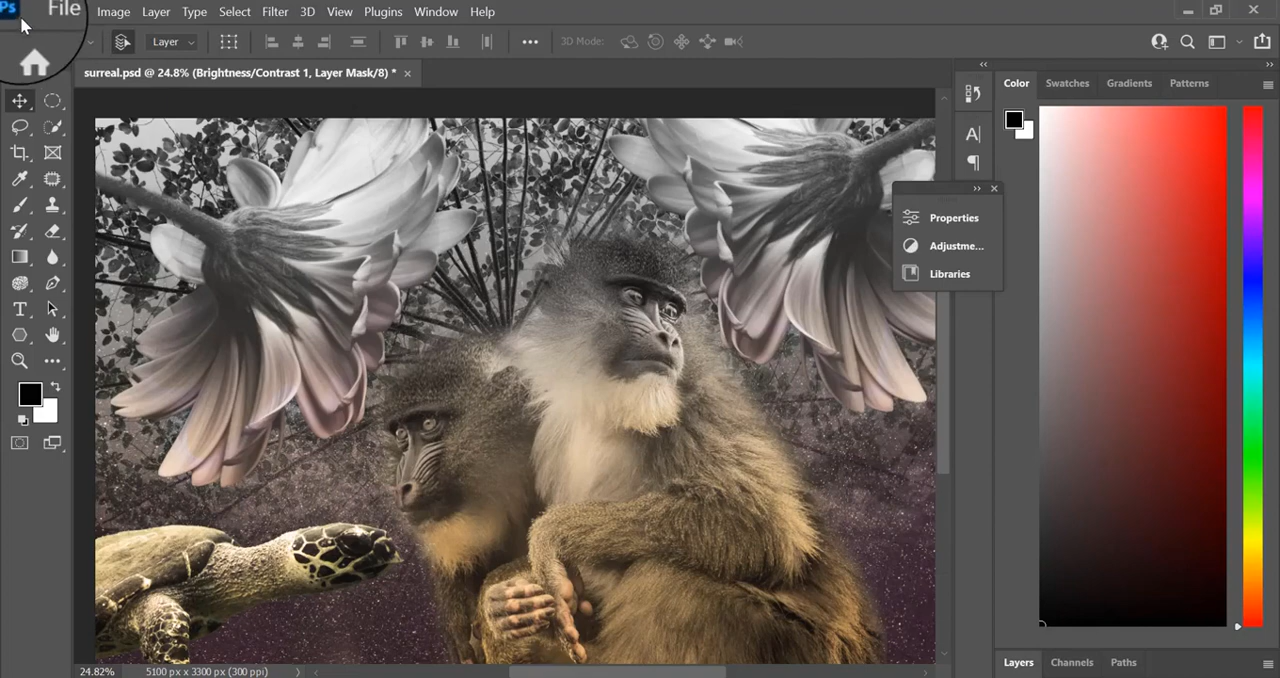 Ps File Image Layer Type Select Filter 3D View Plugins Window Help
Layer 3D Mode:
surreal.psd @ 24.8% (Brightness/Contrast 1, Layer Mask/8) * ×
Color Swatches Gradients Patterns
Properties
Adjustme...
Libraries
24.82% 5100 px x 3300 px (300 ppi)
Layers Channels Paths